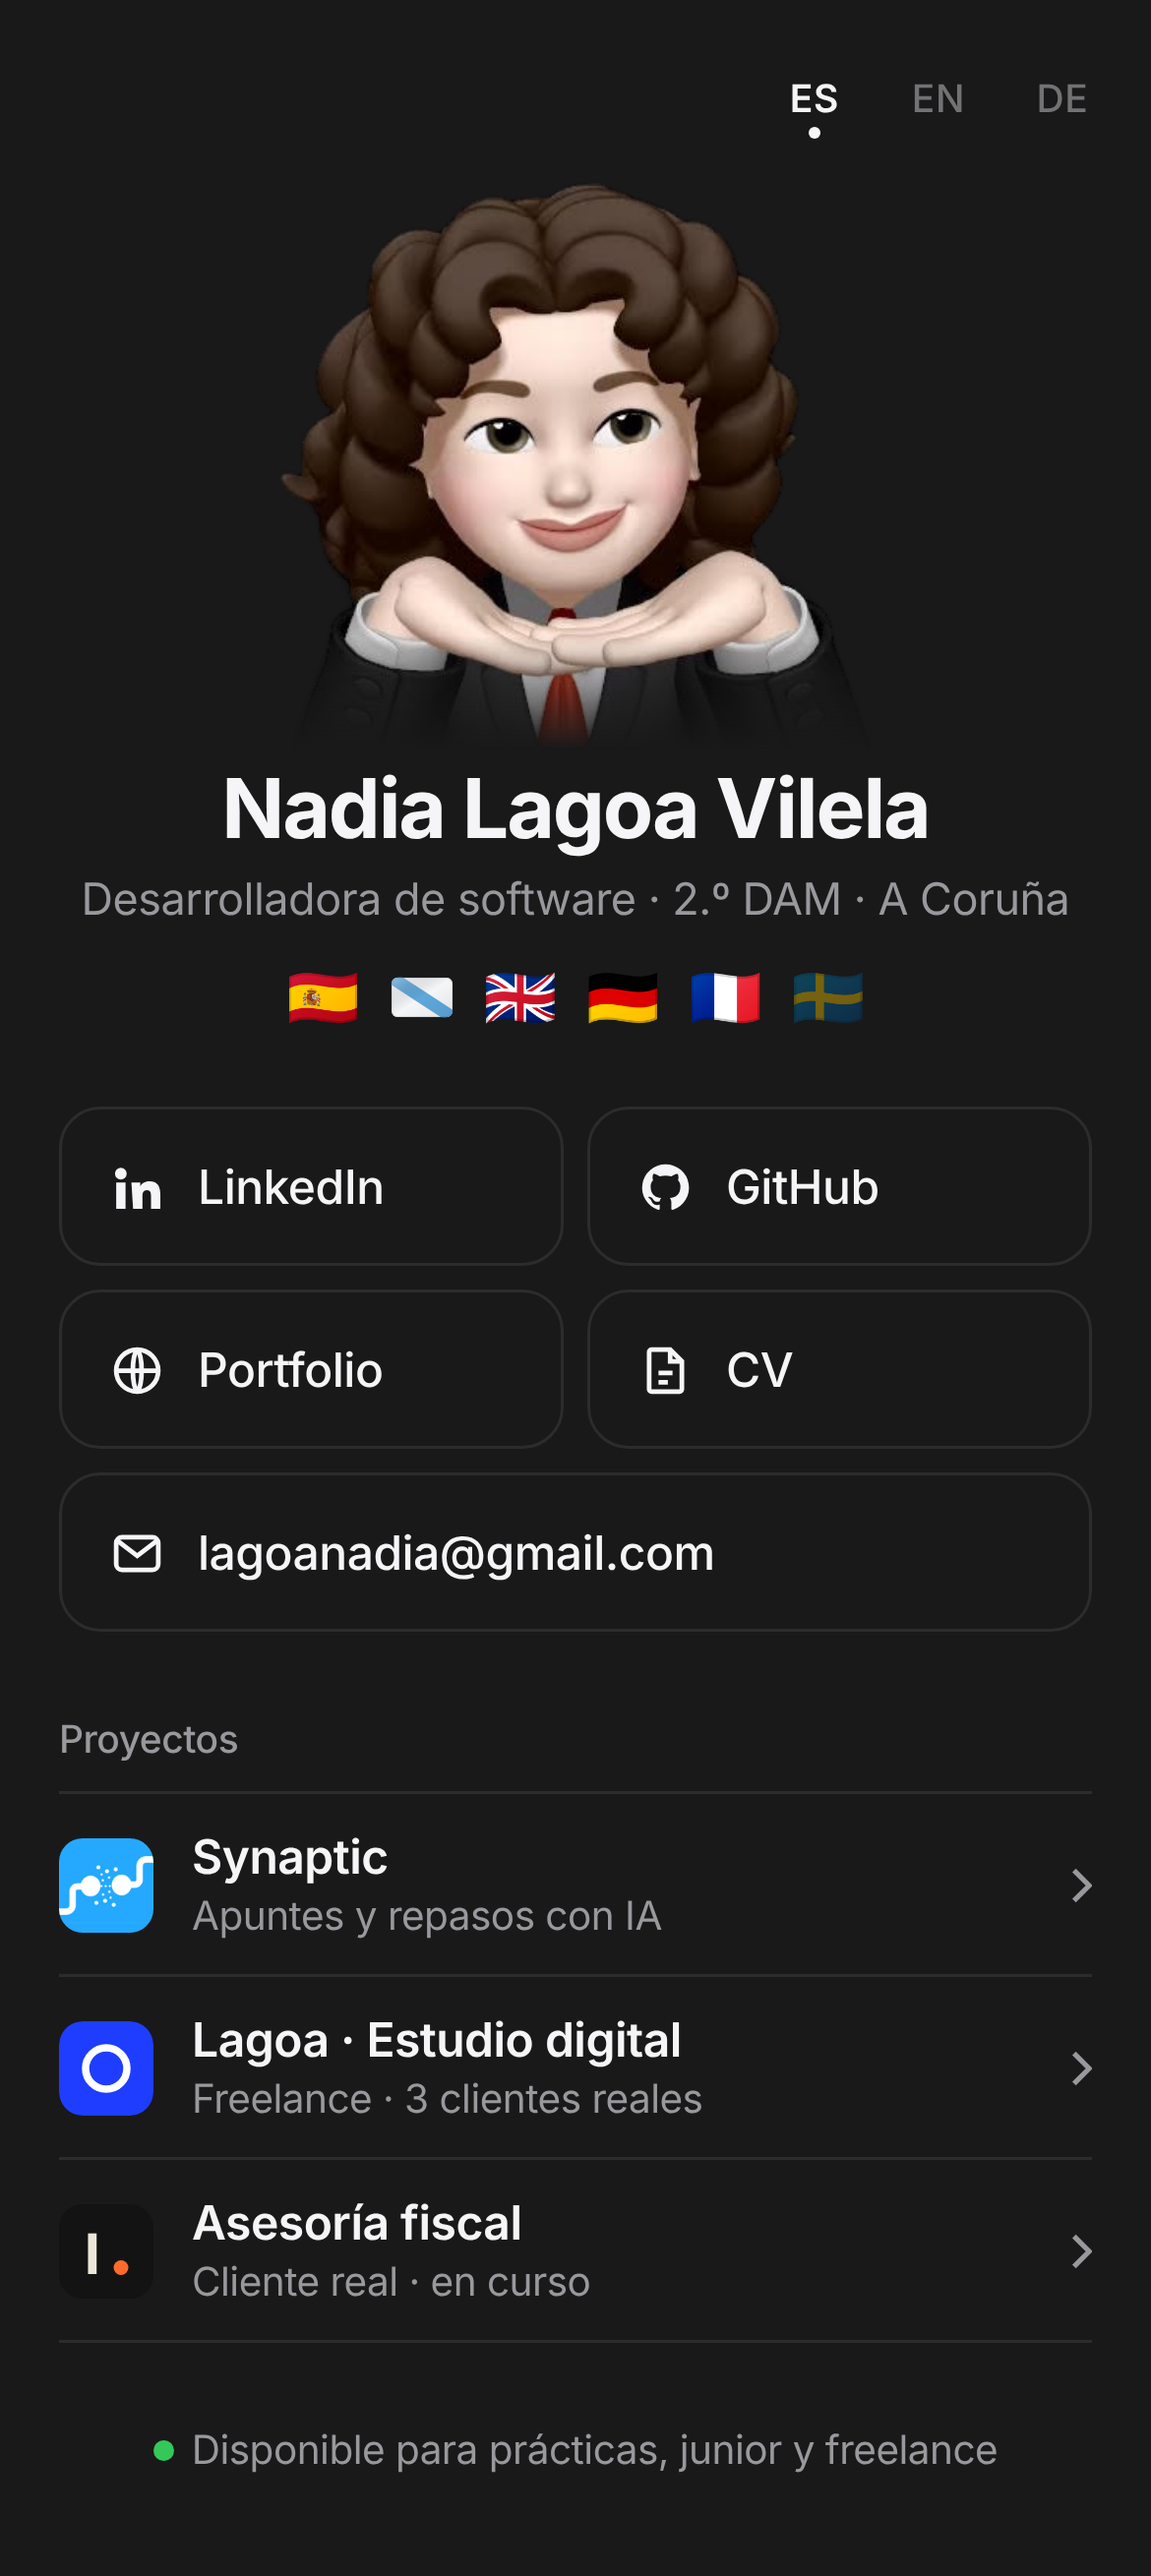 ES EN DE
Nadia Lagoa Vilela
Desarrolladora de software · 2.º DAM · A Coruña
LinkedIn
GitHub
Portfolio
CV
lagoanadia@gmail.com
Proyectos
Synaptic
Apuntes y repasos con IA
Lagoa · Estudio digital
Freelance · 3 clientes reales
l.
Asesoría fiscal
Cliente real · en curso
Disponible para prácticas, junior y freelance